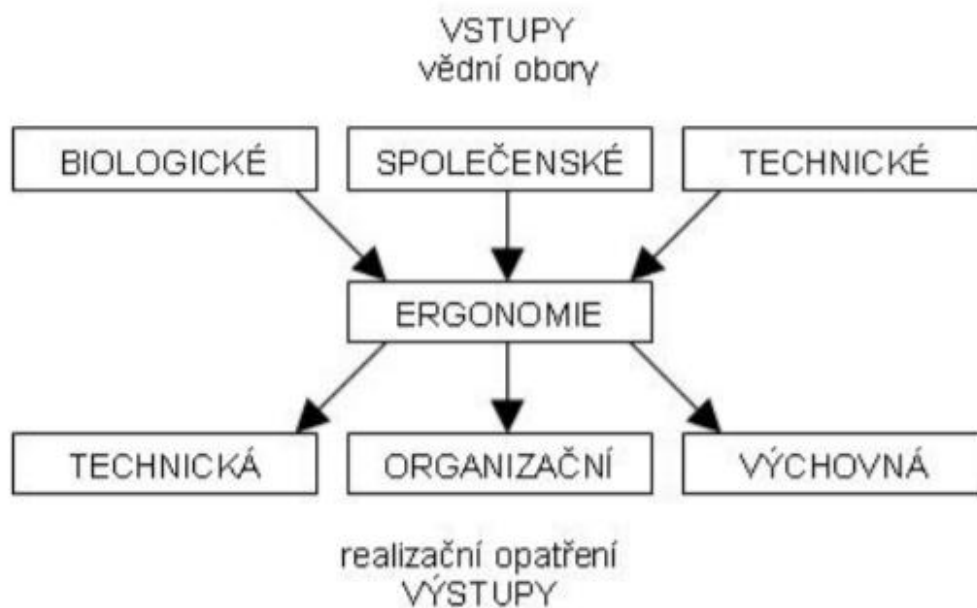 VSTUPY
vědní obory
BIOLOGICKÉ
SPOLEČENSKÉ
TECHNICKÉ
ERGONOMIE
TECHNICKÁ
ORGANIZAČNÍ
VÝCHOVNÁ
realizační opatření
VÝSTUPY